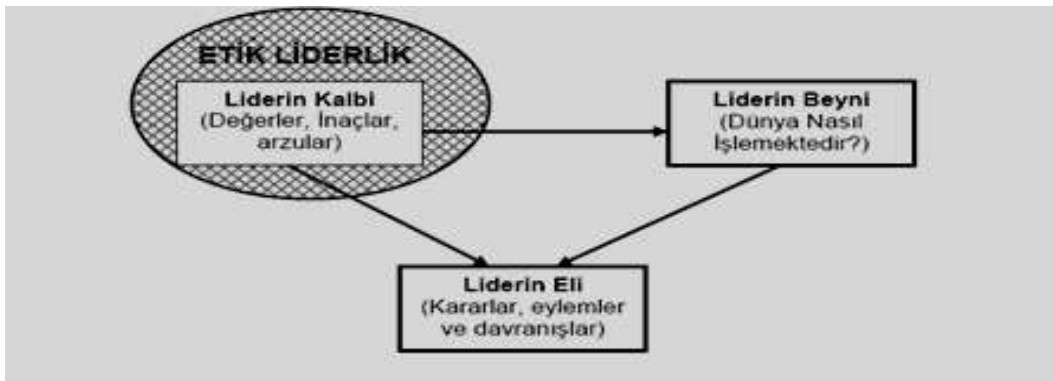 ETİK LİDERLİK
Liderin Kalbi
(Değerler, İnaçlar,
arzular)
Liderin Beyni
(Dünya Nasıl
İşlemektedir?)
Liderin Eli
(Kararlar, eylemler
ve davranışlar)